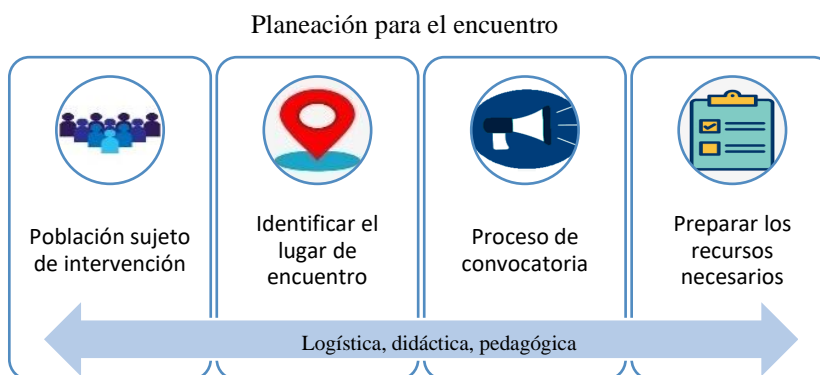 Planeación para el encuentro
Población sujeto
de intervención
Identificar el
lugar de
encuentro
Proceso de
convocatoria
Preparar los
recursos
necesarios
Logística, didáctica, pedagógica